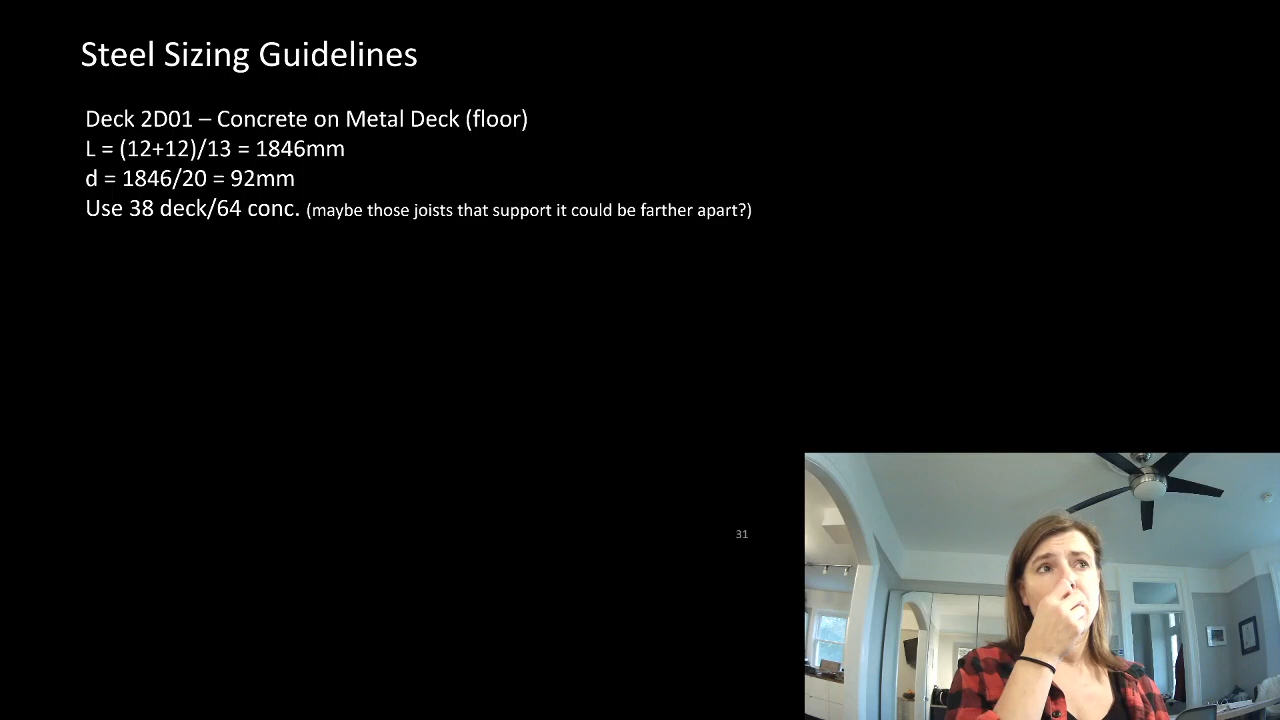 Steel Sizing Guidelines
Deck 2D01 – Concrete on Metal Deck (floor)
L = (12+12)/13 = 1846mm
d = 1846/20 = 92mm
Use 38 deck/64 conc. (maybe those joists that support it could be farther apart?)
31